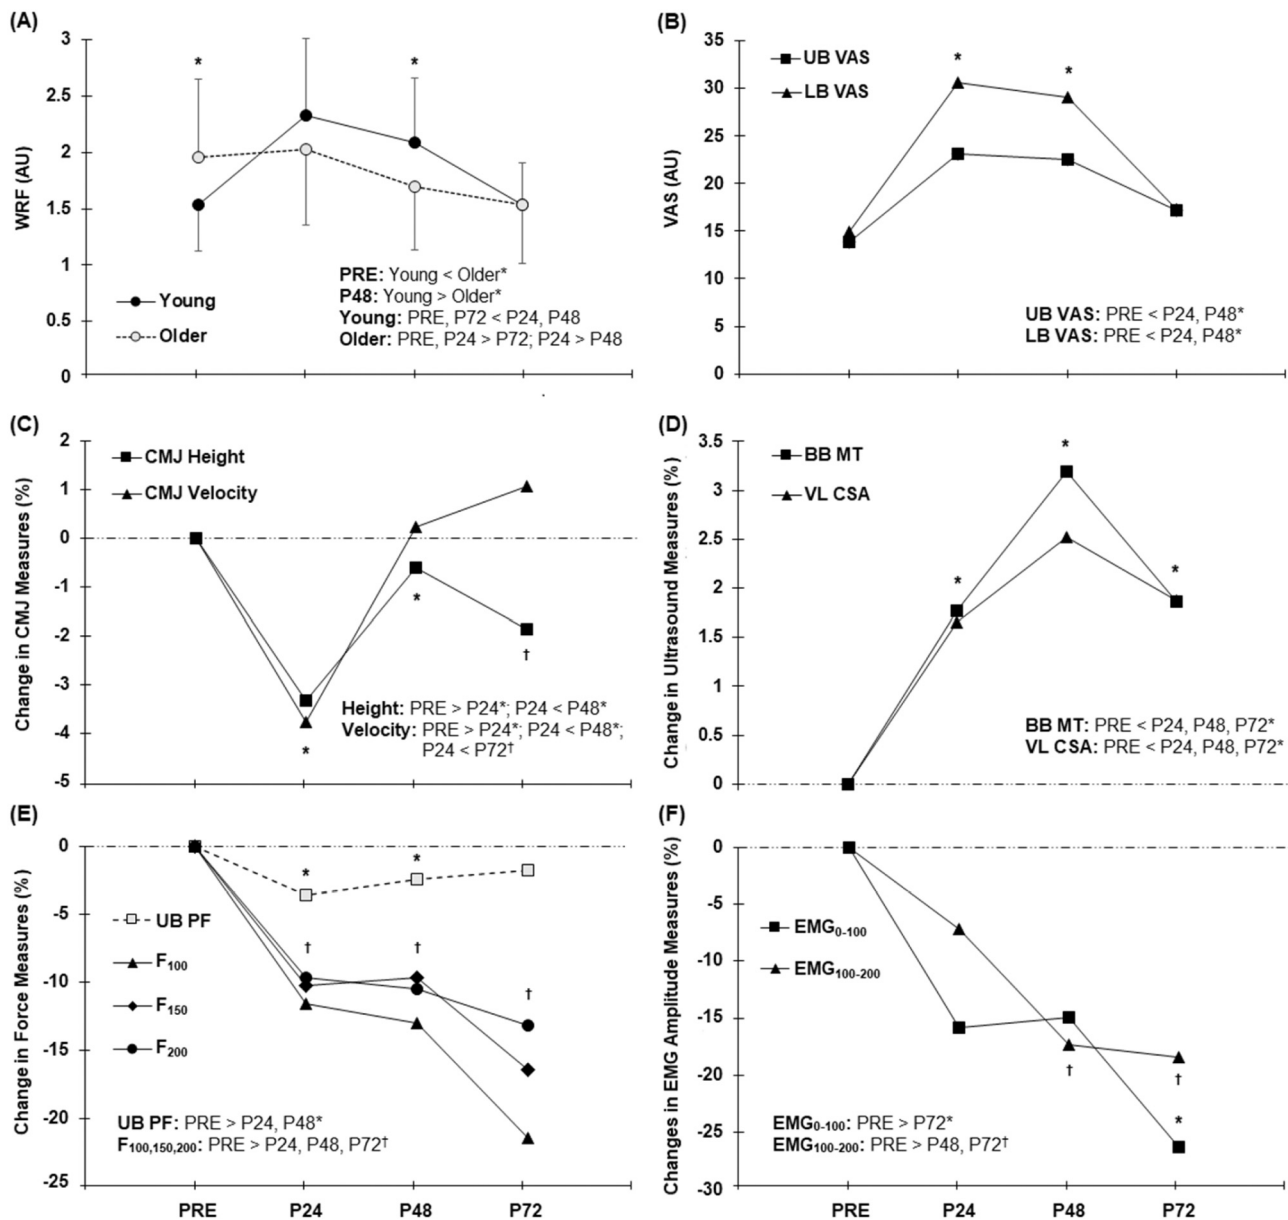 (A)
3
2.5
2
1.5
1
0.5
0
WRF (AU)
*
*
Young
Older
PRE: Young < Older*
P48: Young > Older*
Young: PRE, P72 < P24, P48
Older: PRE, P24 > P72; P24 > P48
(B)
35
30
25
20
15
10
5
0
VAS (AU)
UB VAS
LB VAS
*
*
UB VAS: PRE < P24, P48*
LB VAS: PRE < P24, P48*
(C)
2
1
0
-1
-2
-3
-4
-5
Change in CMJ Measures (%)
CMJ Height
CMJ Velocity
*
*
†
Height: PRE > P24*; P24 < P48*
Velocity: PRE > P24*; P24 < P48*;
P24 < P72†
(D)
3.5
3
2.5
2
1.5
1
0.5
0
Change in Ultrasound Measures (%)
BB MT
VL CSA
*
*
*
BB MT: PRE < P24, P48, P72*
VL CSA: PRE < P24, P48, P72*
(E)
0
-5
-10
-15
-20
-25
Change in Force Measures (%)
*
*
UB PF
F100
F150
F200
†
†
†
UB PF: PRE > P24, P48*
F100,150,200: PRE > P24, P48, P72†
PRE
P24
P48
P72
(F)
0
-5
-10
-15
-20
-25
-30
Changes in EMG Amplitude Measures (%)
EMG0-100
EMG100-200
†
†
*
EMG0-100: PRE > P72*
EMG100-200: PRE > P48, P72†
PRE
P24
P48
P72